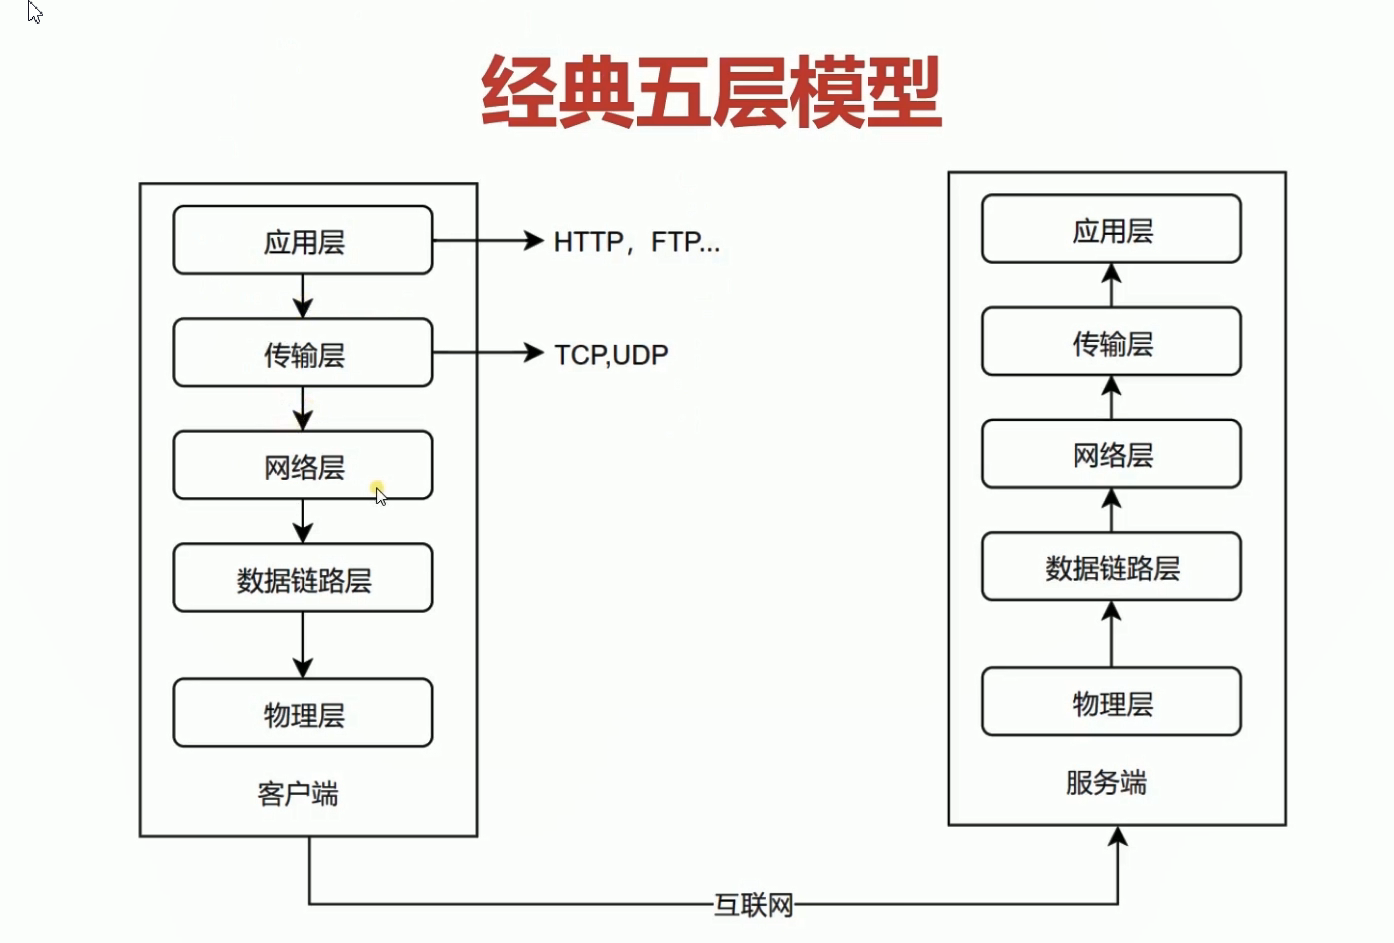 经典五层模型
应用层
HTTP，FTP...
传输层
TCP,UDP
网络层
数据链路层
物理层
客户端
应用层
传输层
网络层
数据链路层
物理层
服务端
互联网